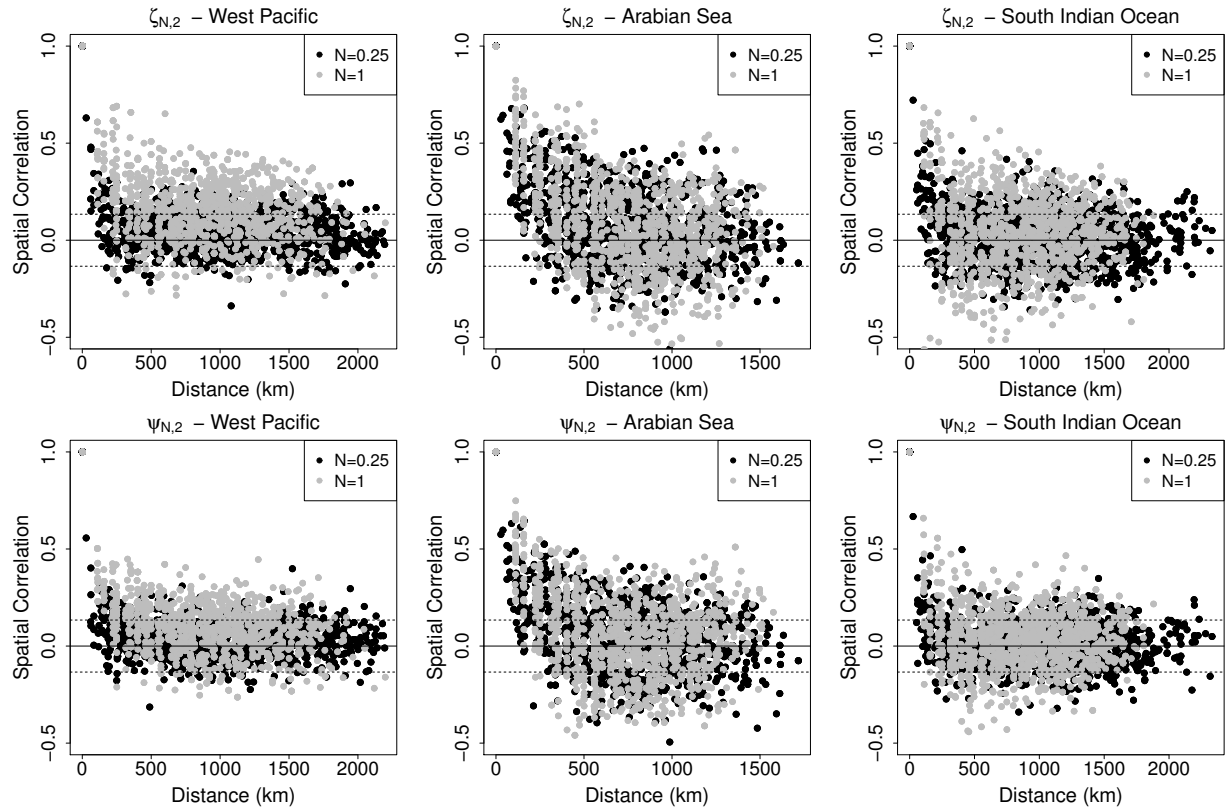 ζN,2 − West Pacific
N=0.25
N=1
Spatial Correlation
1.0
0.5
0.0
−0.5
0 500 1000 1500 2000
Distance (km)
ζN,2 − Arabian Sea
N=0.25
N=1
Spatial Correlation
1.0
0.5
0.0
−0.5
0 500 1000 1500
Distance (km)
ζN,2 − South Indian Ocean
N=0.25
N=1
Spatial Correlation
1.0
0.5
0.0
−0.5
0 500 1000 1500 2000
Distance (km)
ψN,2 − West Pacific
N=0.25
N=1
Spatial Correlation
1.0
0.5
0.0
−0.5
0 500 1000 1500 2000
Distance (km)
ψN,2 − Arabian Sea
N=0.25
N=1
Spatial Correlation
1.0
0.5
0.0
−0.5
0 500 1000 1500
Distance (km)
ψN,2 − South Indian Ocean
N=0.25
N=1
Spatial Correlation
1.0
0.5
0.0
−0.5
0 500 1000 1500 2000
Distance (km)